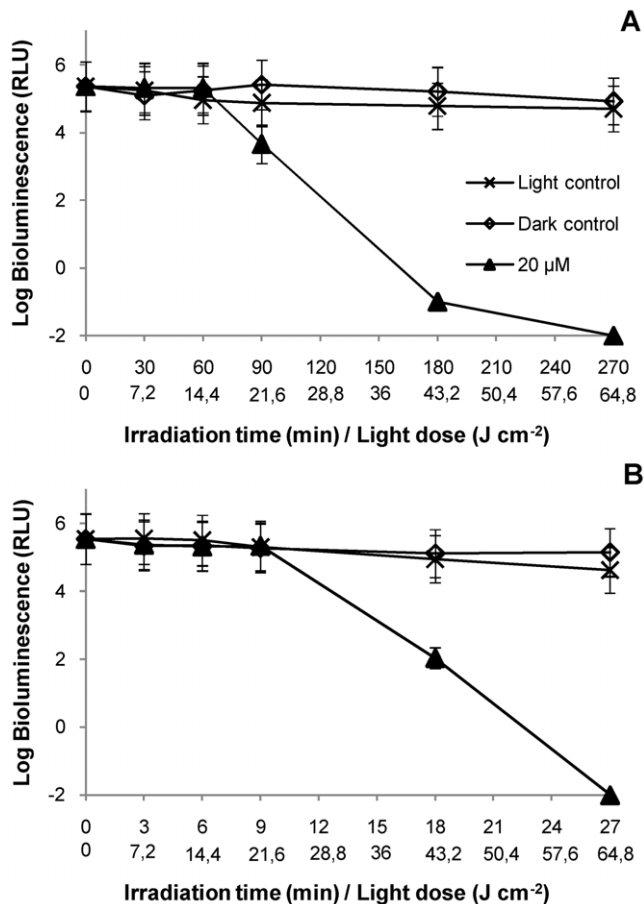 A
Log Bioluminescence (RLU)
6
4
2
0
-2
Light control
Dark control
20 µM
0 30 60 90 120 150 180 210 240 270
0 7,2 14,4 21,6 28,8 36 43,2 50,4 57,6 64,8
Irradiation time (min) / Light dose (J cm-2)
B
Log Bioluminescence (RLU)
6
4
2
0
-2
0 3 6 9 12 15 18 21 24 27
0 7,2 14,4 21,6 28,8 36 43,2 50,4 57,6 64,8
Irradiation time (min) / Light dose (J cm-2)